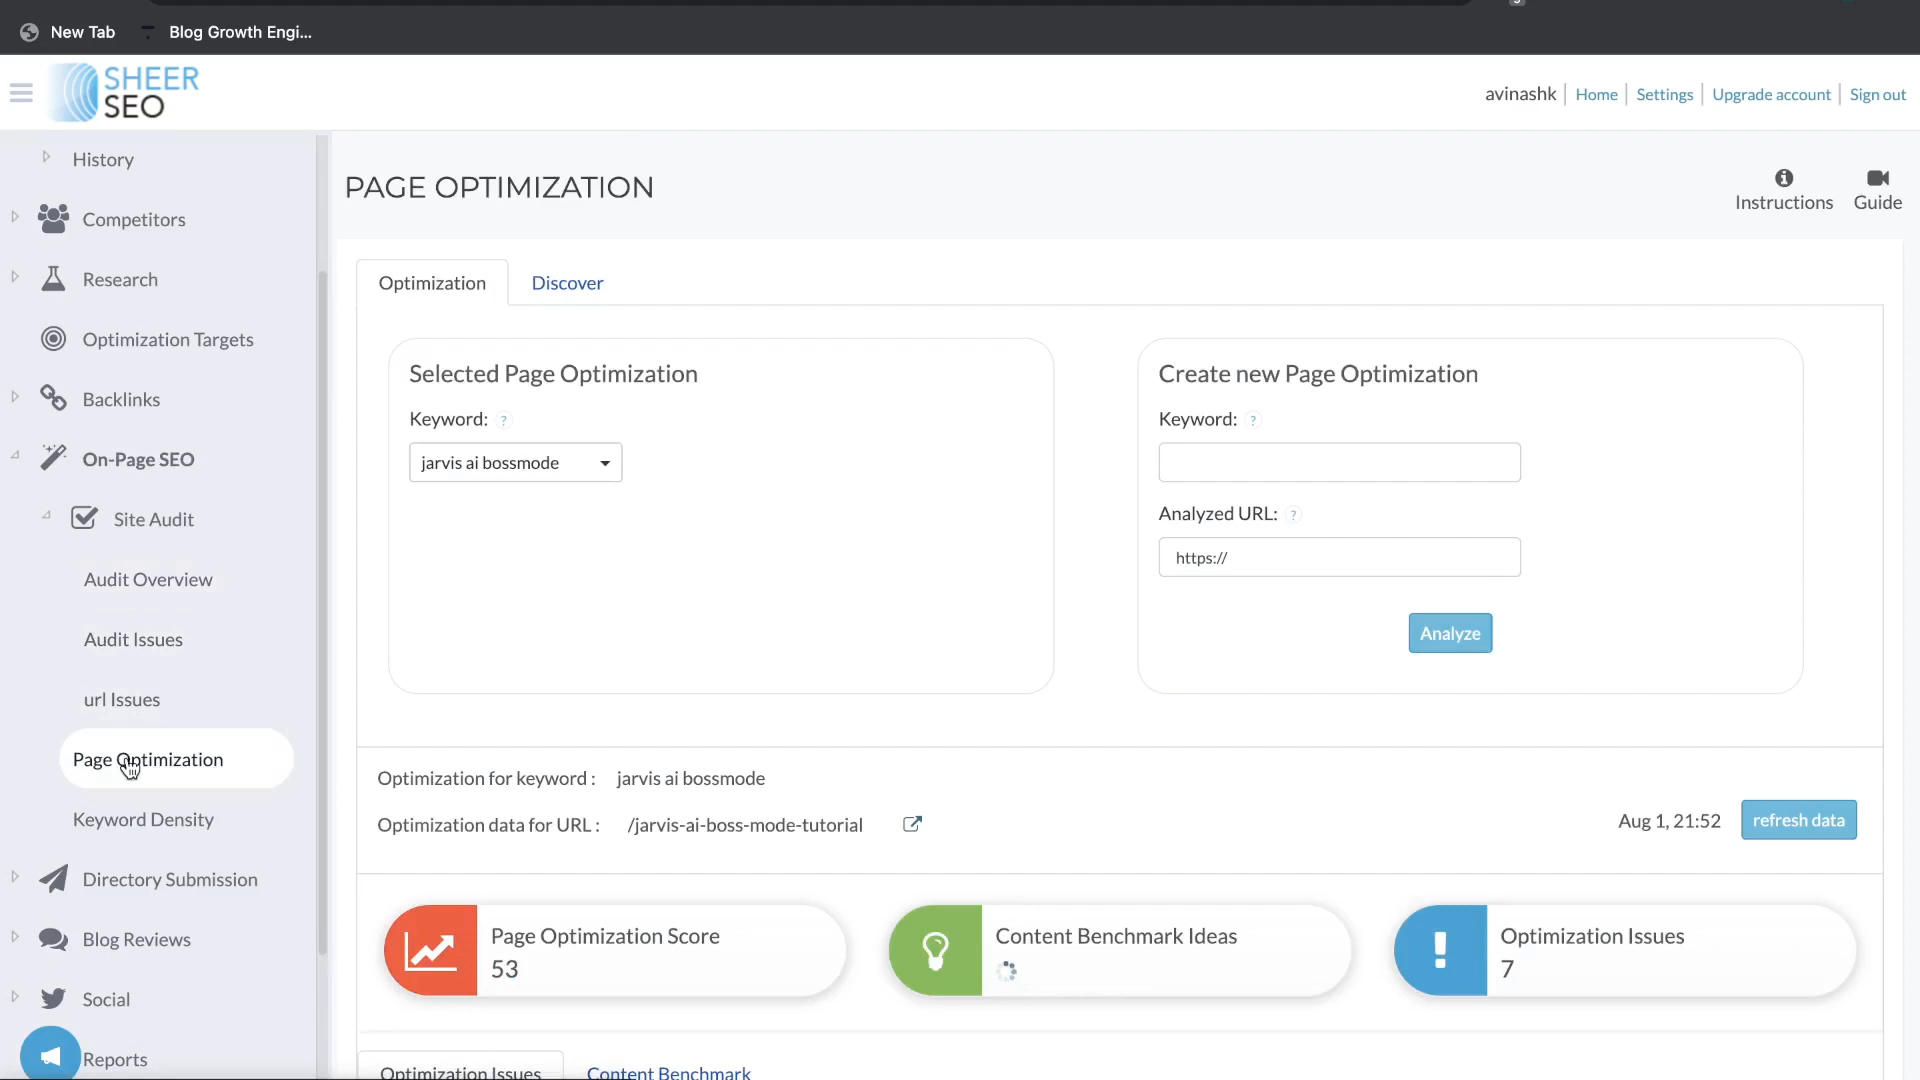 New Tab
Blog Growth Engi...
SHEER
SEO
avinashk
Home
Settings
Upgrade account
Sign out
History
Competitors
Research
Optimization Targets
Backlinks
On-Page SEO
Site Audit
Audit Overview
Audit Issues
url Issues
Page Optimization
Keyword Density
Directory Submission
Blog Reviews
Social
Reports
PAGE OPTIMIZATION
Instructions
Guide
Optimization
Discover
Selected Page Optimization
Keyword: ?
jarvis ai bossmode
Create new Page Optimization
Keyword: ?
Analyzed URL: ?
https://
Analyze
Optimization for keyword : jarvis ai bossmode
Optimization data for URL : /jarvis-ai-boss-mode-tutorial
Aug 1, 21:52
refresh data
Page Optimization Score
53
Content Benchmark Ideas
Optimization Issues
7
Optimization Issues
Content Benchmark